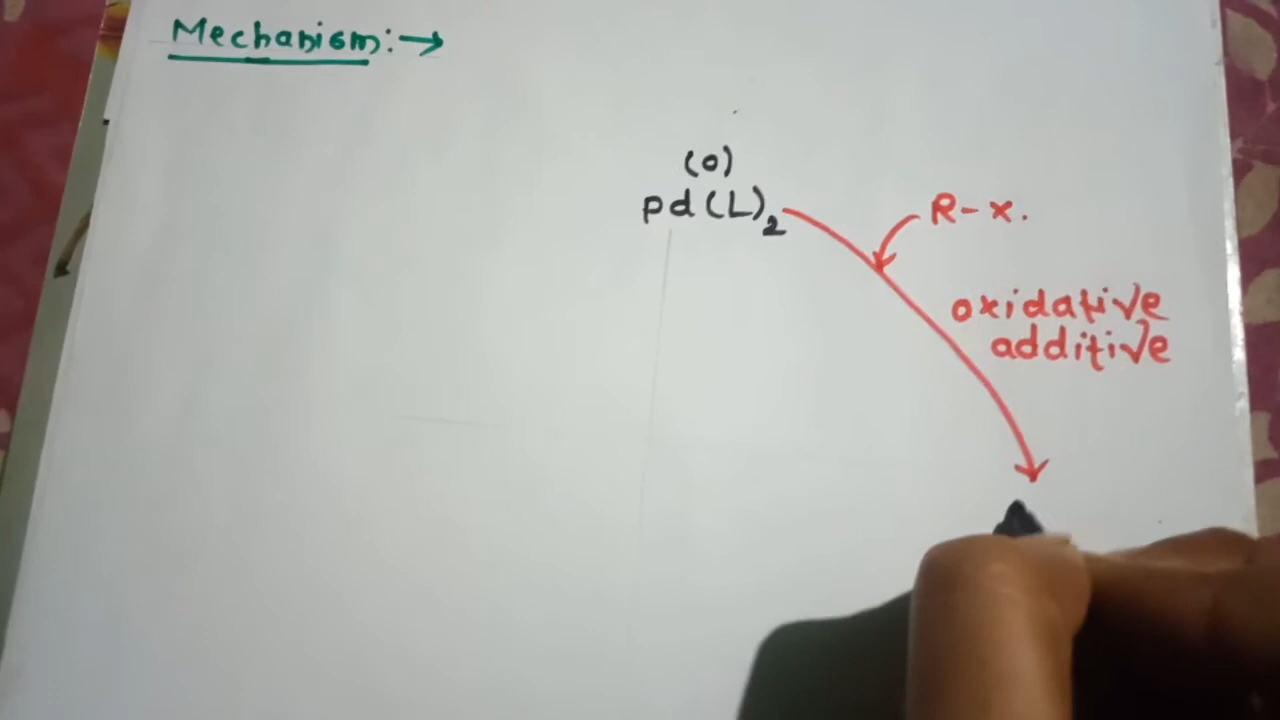 Mechanism:→
(0)
pd(L)₂
R-x.
oxidative
additive